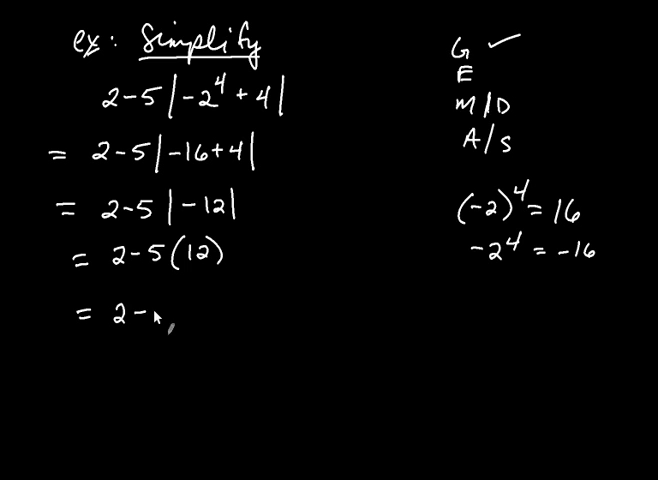 ex: Simplify
2-5|-2⁴+4|
= 2-5|-16+4|
= 2-5|-12|
= 2-5(12)
= 2-
G ✓
E
M/D
A/S
(-2)⁴ = 16
-2⁴ = -16